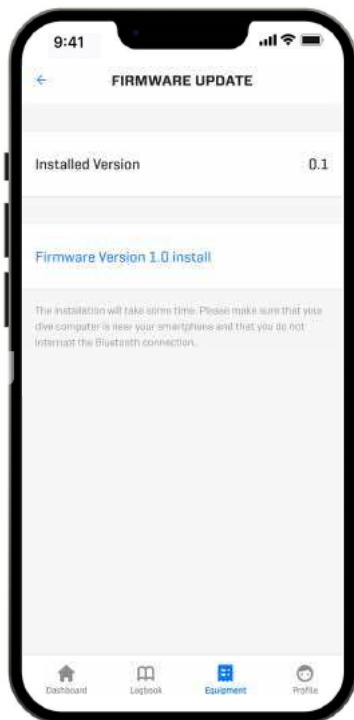 9:41
FIRMWARE UPDATE
Installed Version 0.1
Firmware Version 1.0 install
The installation will take some time. Please make sure that your
dive computer is near your smartphone and that you do not
interrupt the Bluetooth connection.
Dashboard Logbook Equipment Profile